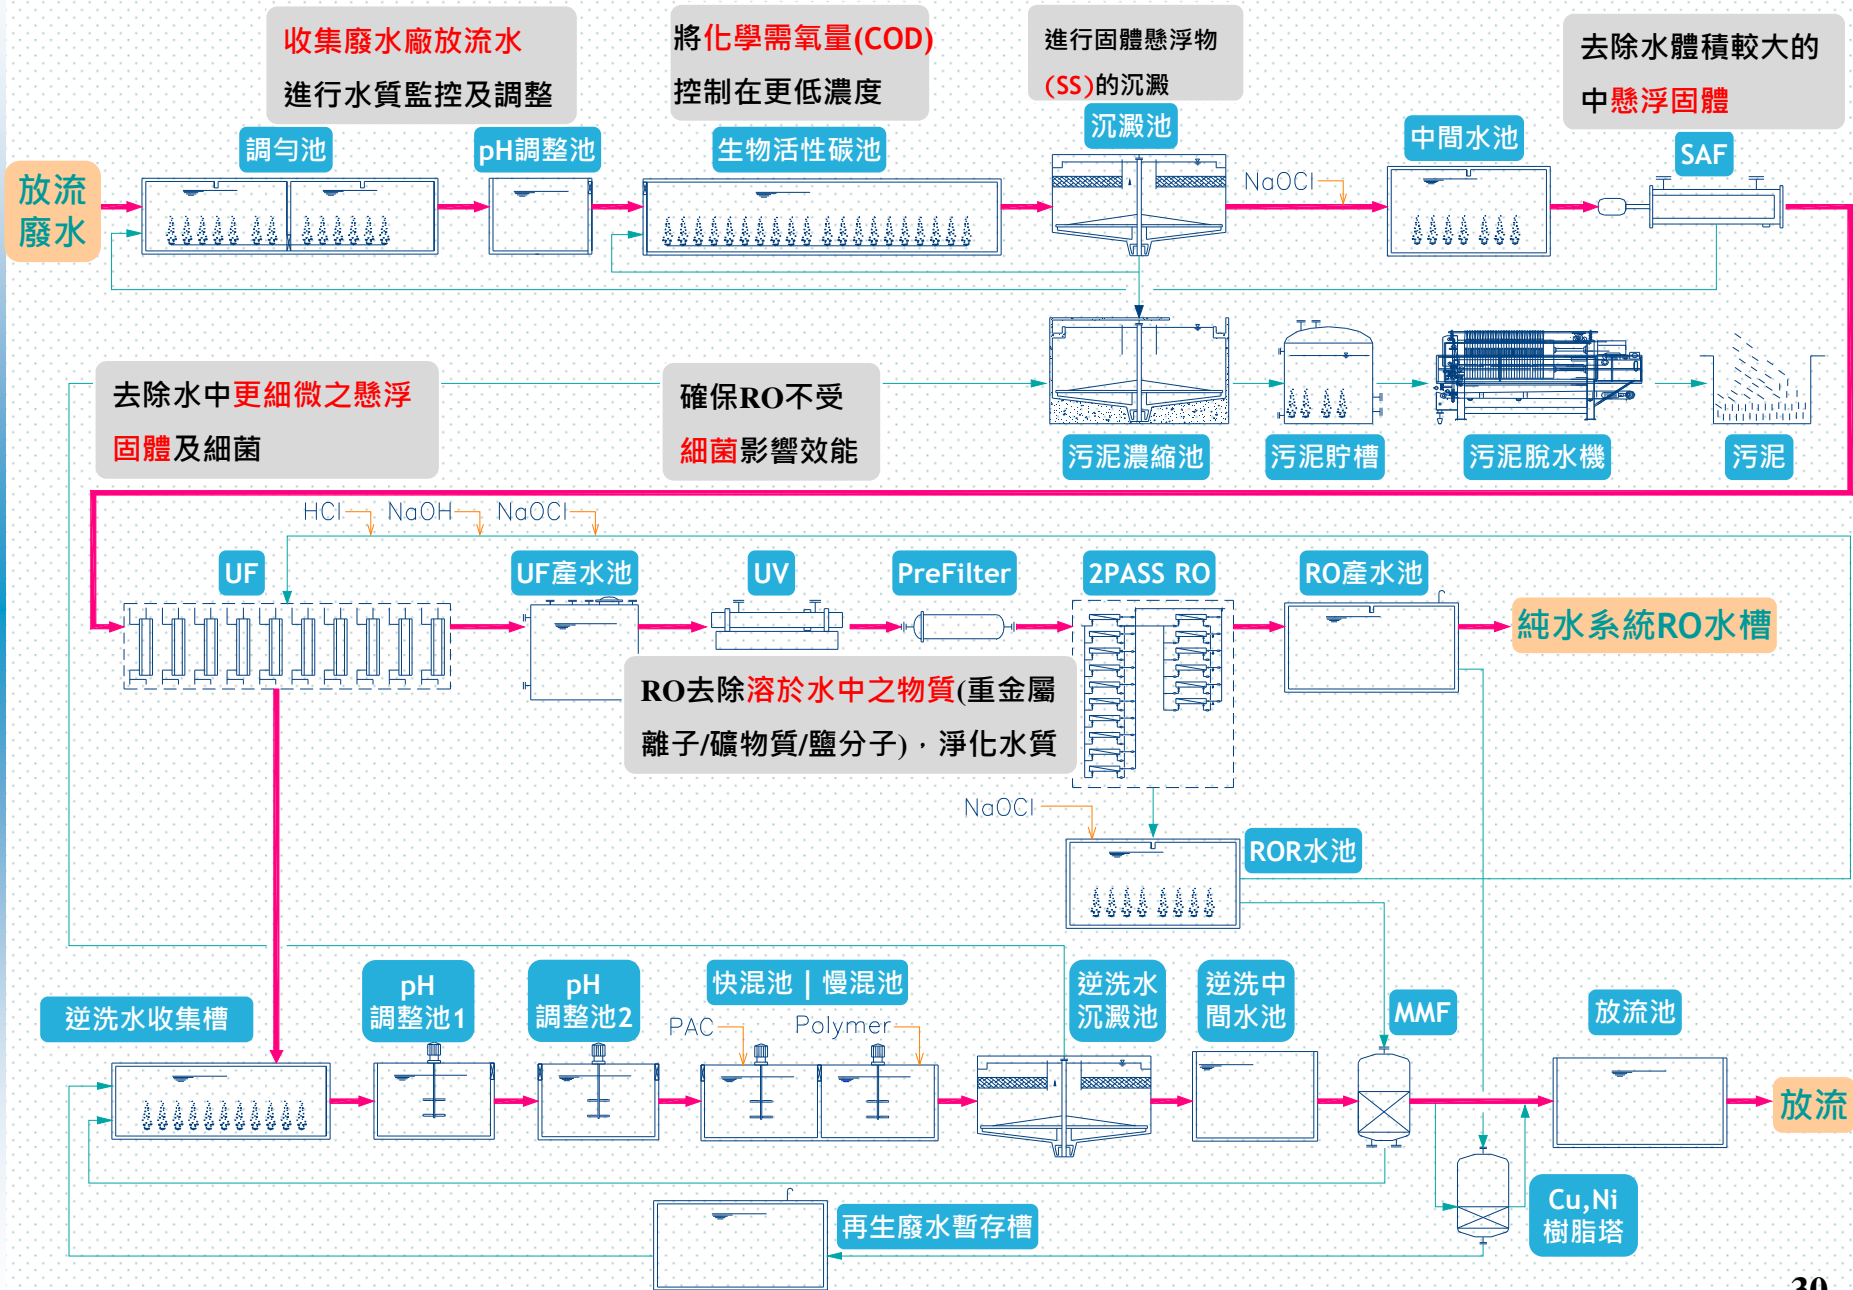 收集廢水廠放流水
進行水質監控及調整
將化學需氧量(COD)
控制在更低濃度
進行固體懸浮物
(SS)的沉澱
去除水體積較大的
中懸浮固體
調勻池
pH調整池
生物活性碳池
沉澱池
中間水池
SAF
放流
廢水
NaOCl
去除水中更細微之懸浮
固體及細菌
確保RO不受
細菌影響效能
污泥濃縮池
污泥貯槽
污泥脫水機
污泥
HCl
NaOH
NaOCl
UF
UF產水池
UV
PreFilter
2PASS RO
RO產水池
純水系統RO水槽
RO去除溶於水中之物質(重金屬
離子/礦物質/鹽分子)，淨化水質
NaOCl
ROR水池
逆洗水收集槽
pH
調整池1
pH
調整池2
快混池 | 慢混池
PAC
Polymer
逆洗水
沉澱池
逆洗中
間水池
MMF
放流池
放流
再生廢水暫存槽
Cu,Ni
樹脂塔
30